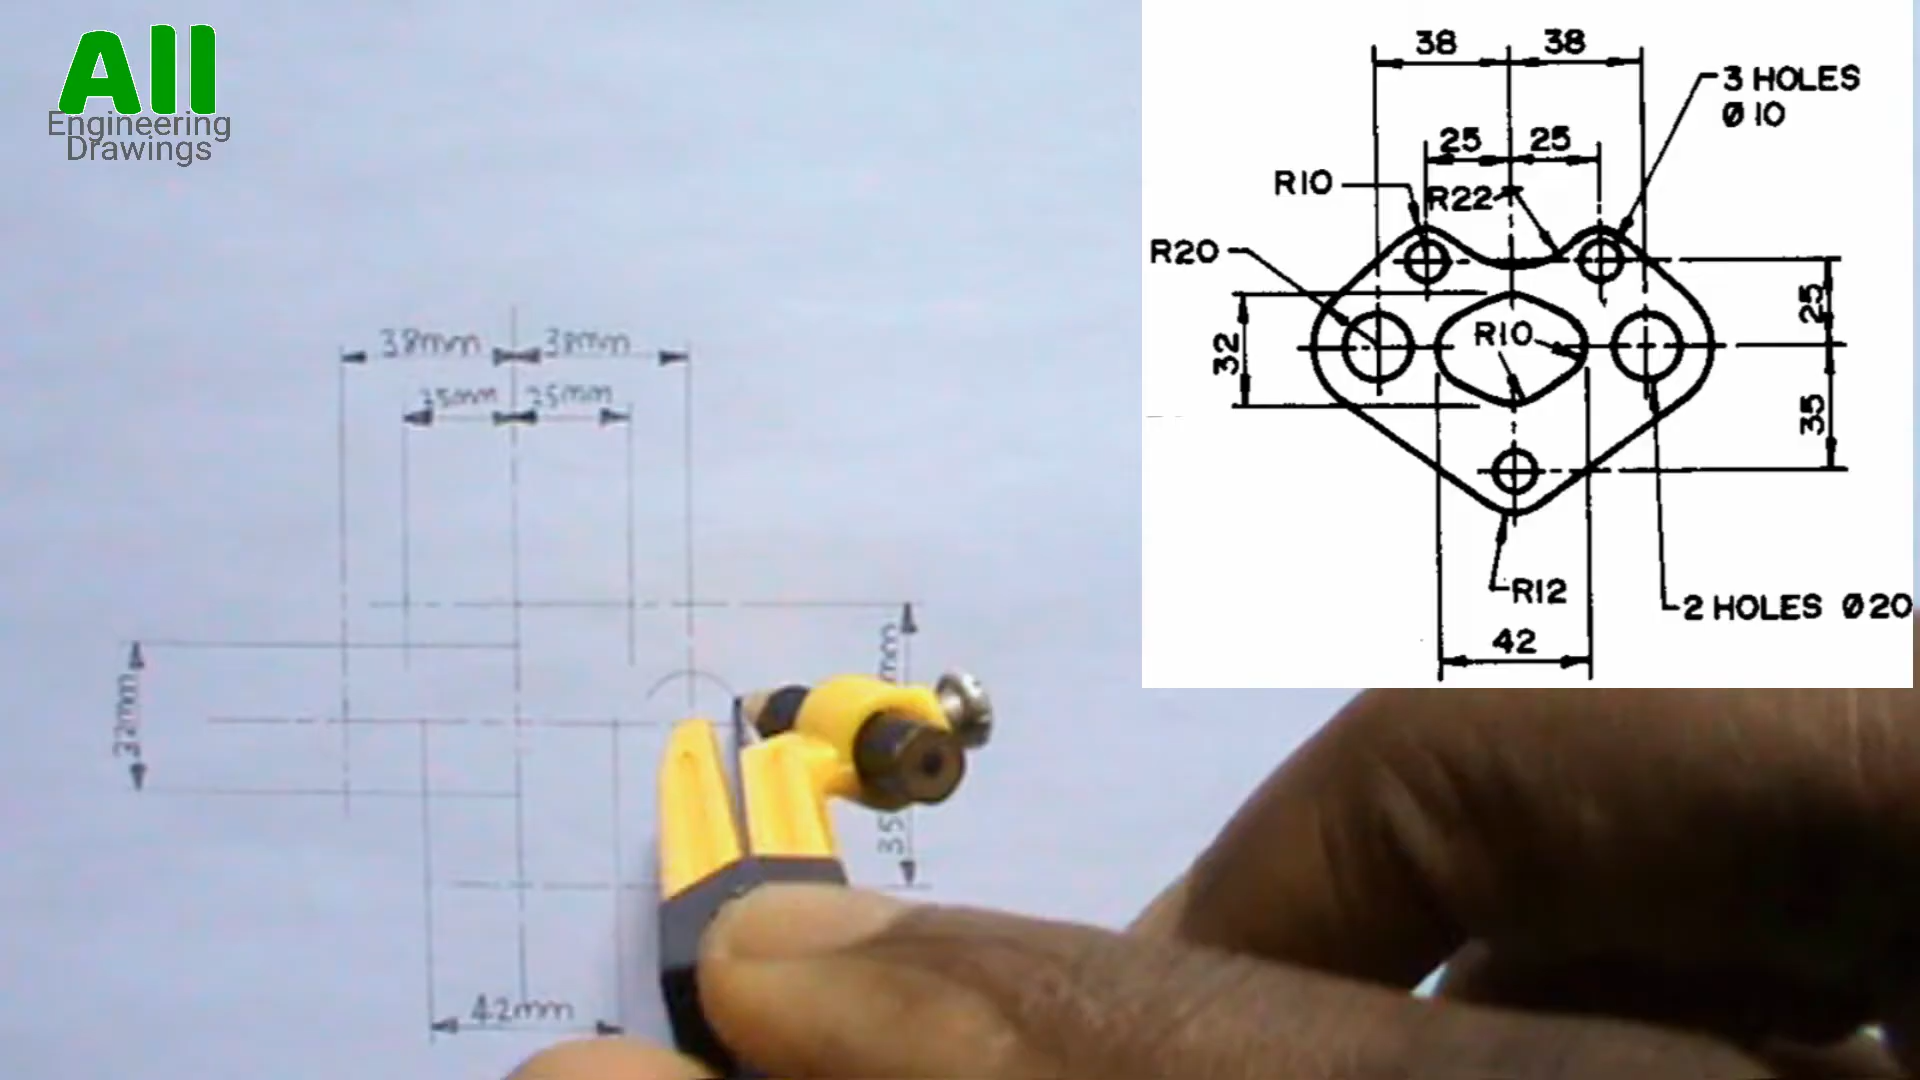 All
Engineering
Drawings
38 38
3 HOLES
Ø 10
25 25
R10
R22
R20
25
32
R10
35
R12
2 HOLES Ø20
42
38mm 38mm
25mm 25mm
32mm
mm
35
42mm